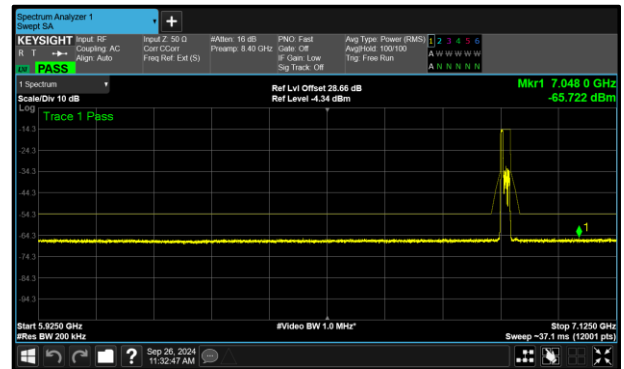 Spectrum Analyzer 1
Swept SA
+
KEYSIGHT Input: RF Input Z: 50 Ω #Atten: 16 dB PNO: Fast Avg Type: Power (RMS) 1 2 3 4 5 6
R T Coupling: AC Corr CCorr Preamp: 8.40 GHz Gate: Off Avg|Hold: 100/100 A W W W W W
Align: Auto Freq Ref: Ext (S) IF Gain: Low Trig: Free Run
PASS Sig Track: Off A N N N N N
1 Spectrum Ref Lvl Offset 28.66 dB Mkr1 7.048 0 GHz
Scale/Div 10 dB Ref Level -4.34 dBm -65.722 dBm
Log
Trace 1 Pass
-14.3
-24.3
-34.3
-44.3
-54.3
1
-64.3
-74.3
-84.3
-94.3
Start 5.9250 GHz #Video BW 1.0 MHz* Stop 7.1250 GHz
#Res BW 200 kHz Sweep ~37.1 ms (12001 pts)
? Sep 26, 2024
11:32:47 AM